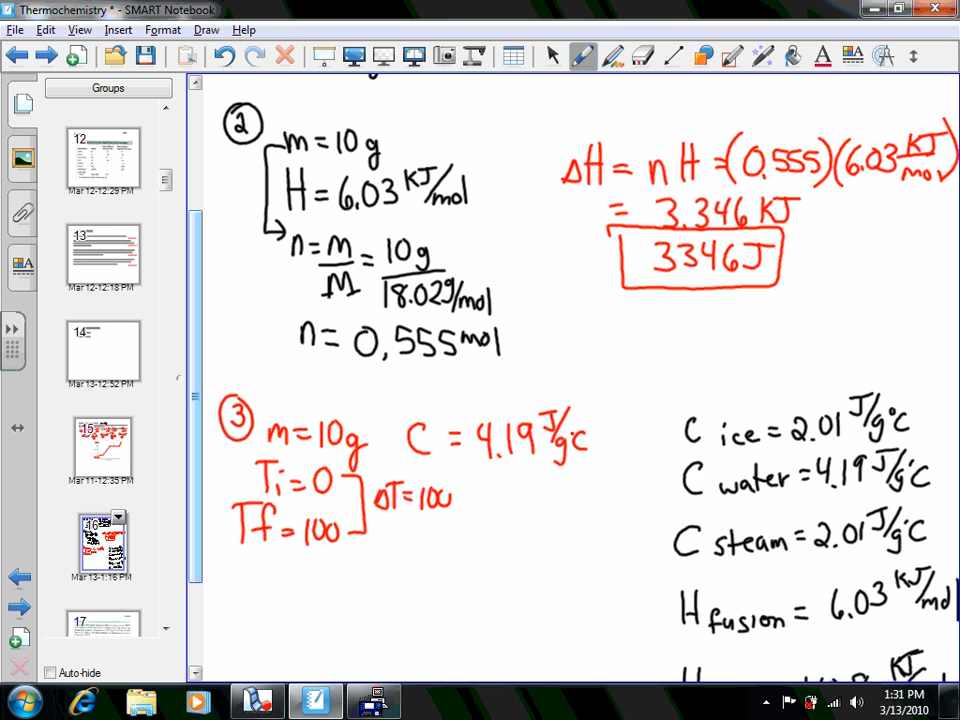 Thermochemistry * - SMART Notebook
File Edit View Insert Format Draw Help
Groups
12
Mar 12-12:29 PM
13
Mar 12-12:18 PM
14
Mar 13-12:52 PM
15
Mar 11-12:35 PM
16
Mar 13-1:16 PM
17
Auto-hide
②
m = 10g
H = 6.03 KJ/mol
n = m/M = 10g/18.02g/mol
n = 0,555 mol
ΔH = nH = (0.555)(6.03 KJ/mol)
= 3.346 KJ
3346J
③
m = 10g C = 4.19 J/g°C
Ti = 0
Tf = 100
ΔT = 100
C ice = 2.01 J/g°C
C water = 4.19 J/g°C
C steam = 2.01 J/g°C
H fusion = 6.03 KJ/mol
KJ
1:31 PM
3/13/2010